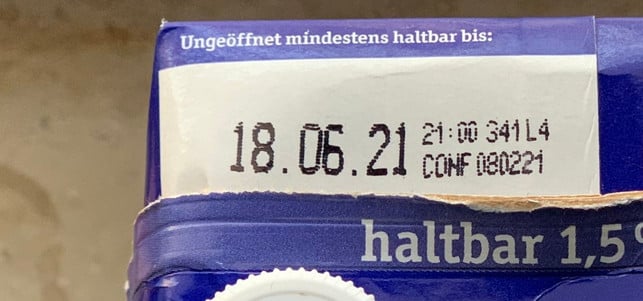 Ungeöffnet mindestens haltbar bis:
18.06.21 21:00 341L4
CONF 080221
haltbar 1,5